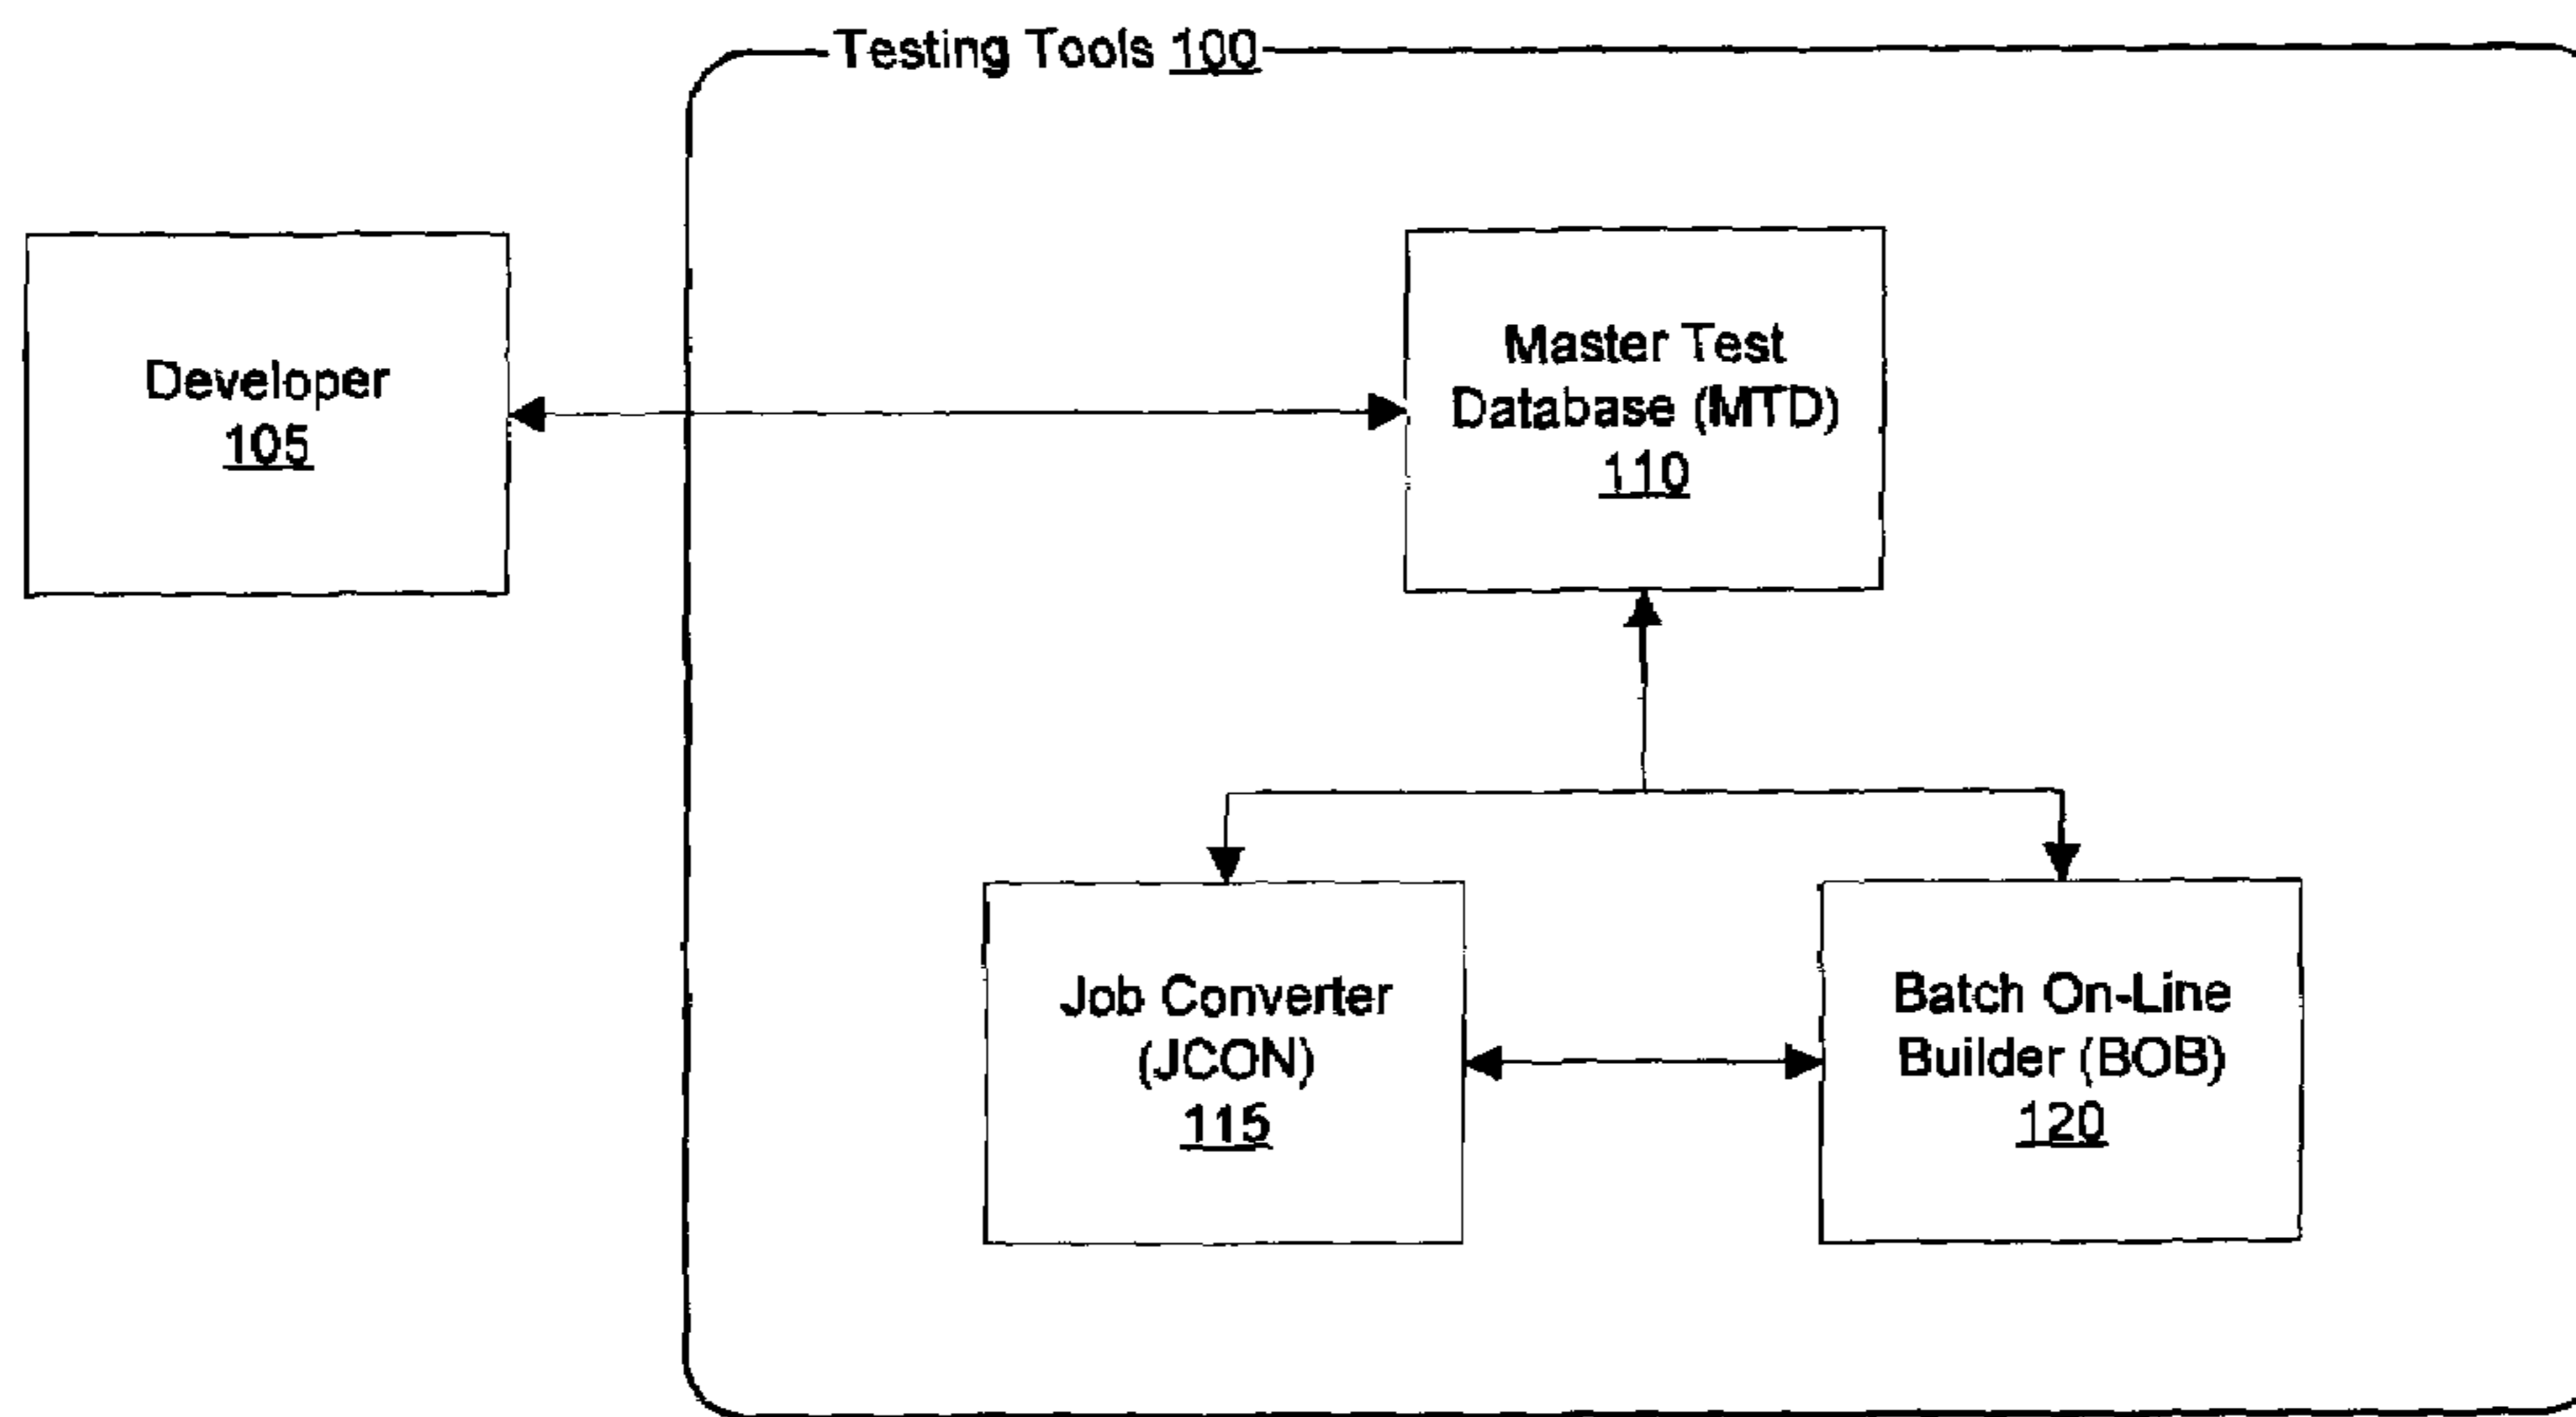 Testing Tools 100
Developer
105
Master Test
Database (MTD)
110
Job Converter
(JCON)
115
Batch On-Line
Builder (BOB)
120